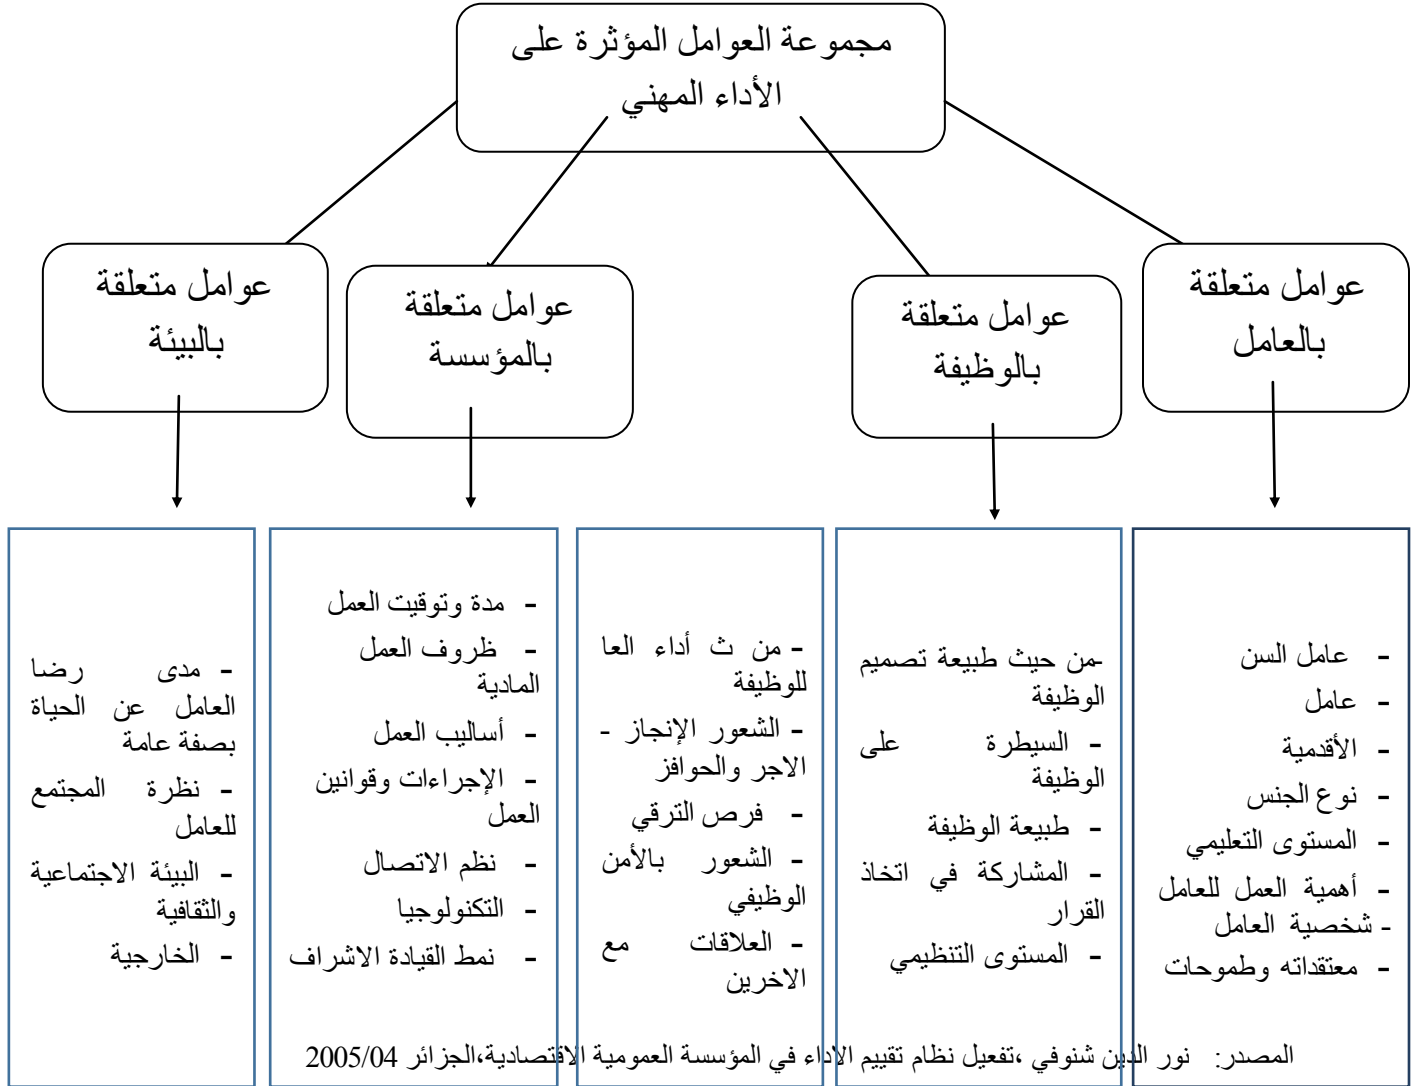 مجموعة العوامل المؤثرة على
الأداء المهني
عوامل متعلقة
بالعامل
عوامل متعلقة
بالوظيفة
عوامل متعلقة
بالمؤسسة
عوامل متعلقة
بالبيئة
- عامل السن
- عامل
- الأقدمية
- نوع الجنس
- المستوى التعليمي
- أهمية العمل للعامل
- شخصية العامل
- معتقداته وطموحات
-من حيث طبيعة تصميم
الوظيفة
- السيطرة على
الوظيفة
- طبيعة الوظيفة
- المشاركة في اتخاذ
القرار
- المستوى التنظيمي
- من ث أداء العا
للوظيفة
- الشعور الإنجاز -
الاجر والحوافز
- فرص الترقي
- الشعور بالأمن
الوظيفي
- العلاقات مع
الاخرين
- مدة وتوقيت العمل
- ظروف العمل
المادية
- أساليب العمل
- الإجراءات وقوانين
العمل
- نظم الاتصال
- التكنولوجيا
- نمط القيادة الاشراف
- مدى رضا
العامل عن الحياة
بصفة عامة
- نظرة المجتمع
للعامل
- البيئة الاجتماعية
والثقافية
- الخارجية
المصدر: نور الدين شنوفي ،تفعيل نظام تقييم الاداء في المؤسسة العمومية الاقتصادية،الجزائر 2005/04